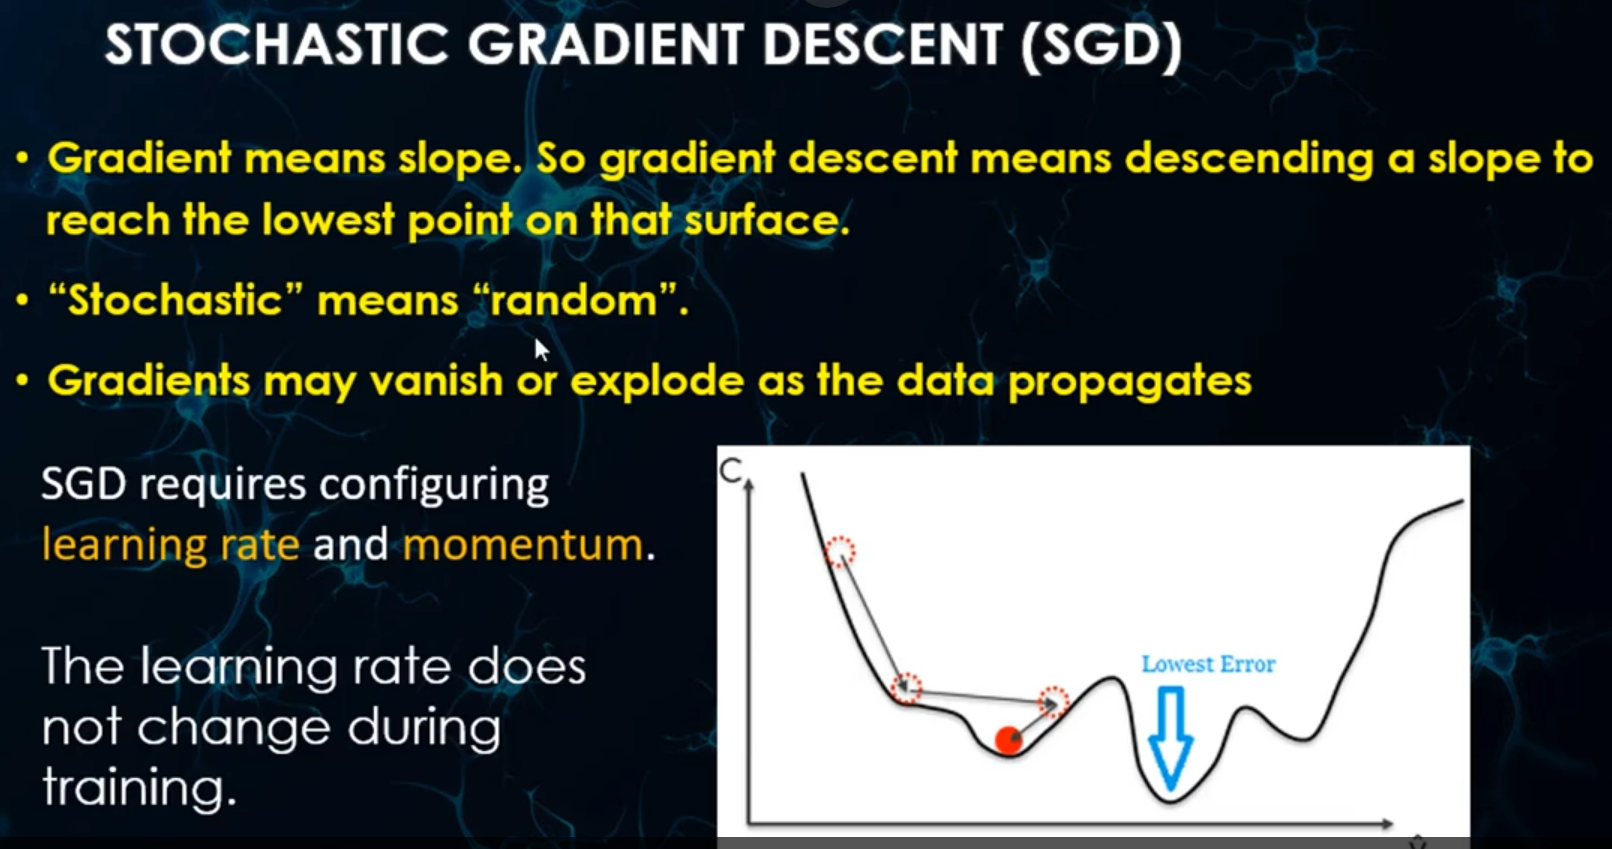 STOCHASTIC GRADIENT DESCENT (SGD)
• Gradient means slope. So gradient descent means descending a slope to
reach the lowest point on that surface.
• “Stochastic” means “random”.
• Gradients may vanish or explode as the data propagates
SGD requires configuring
learning rate and momentum.
The learning rate does
not change during
training.
C
Lowest Error